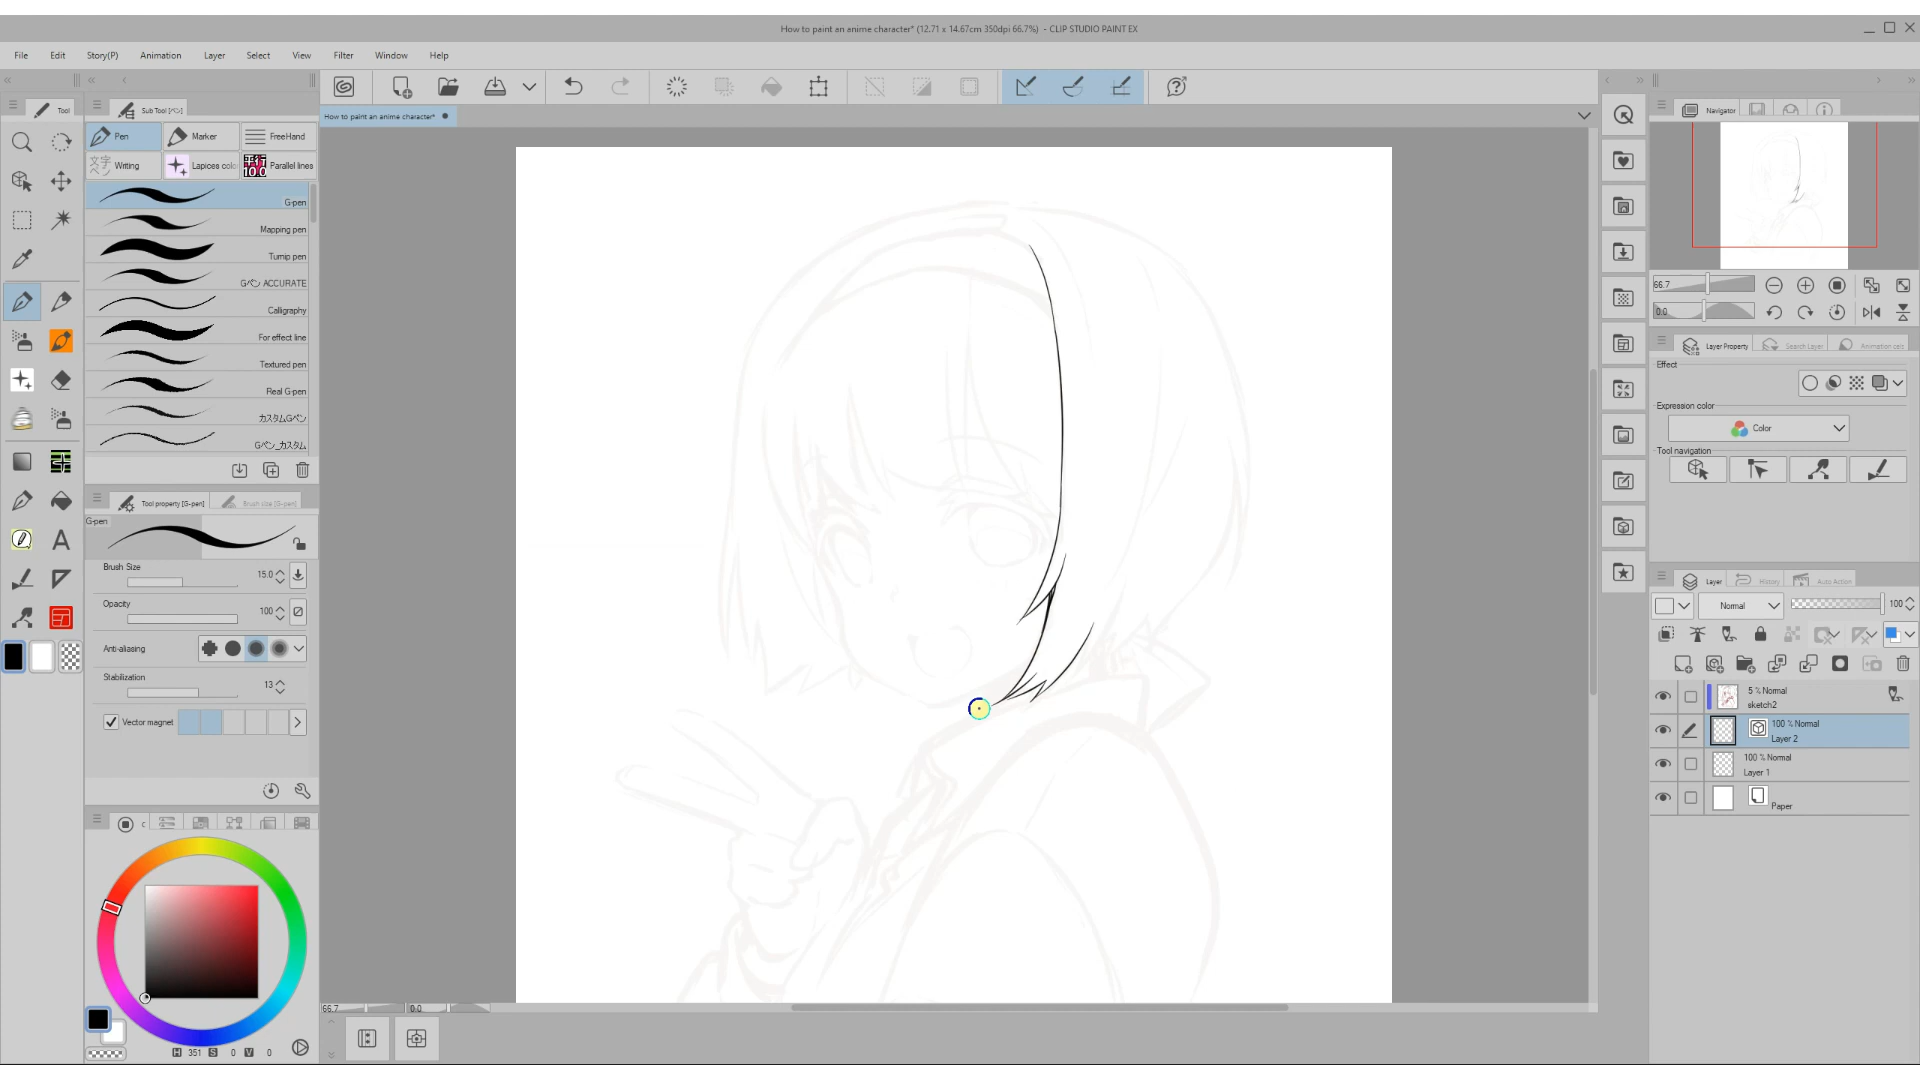 How to paint an anime character* (12.71 x 14.67cm 350dpi 66.7%) - CLIP STUDIO PAINT EX
File Edit Story(P) Animation Layer Select View Filter Window Help
Tool
Sub Tool [ペン]
How to paint an anime character*
Navigator
Pen Marker FreeHand
Writing Lapices colo Parallel lines
G-pen
Mapping pen
Turnip pen
Gペン ACCURATE
Calligraphy
For effect line
Textured pen
Real G-pen
カスタムGペン
Gペン_カスタム
Tool property [G-pen] Brush size [G-pen]
G-pen
Brush Size 15.0
Opacity 100
Anti-aliasing
Stabilization 13
Vector magnet
H 351 S 0 V 0
66.7 0.0
66.7
0.0
Layer Property Search Layer Animation cels
Effect
Expression color
Color
Tool navigation
Layer History Auto Action
Normal 100
5 % Normal
sketch2
100 % Normal
Layer 2
100 % Normal
Layer 1
Paper